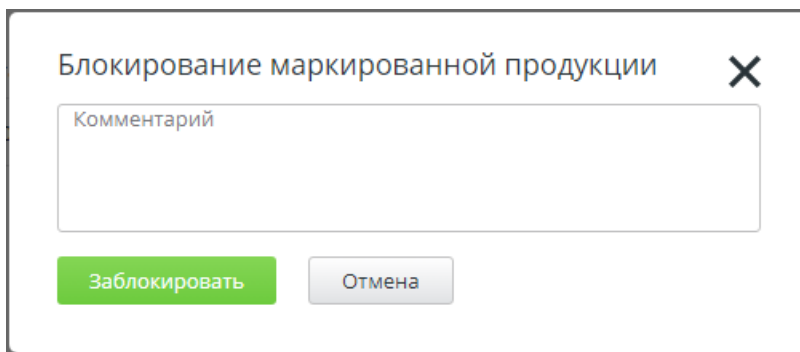 Блокирование маркированной продукции
Комментарий
Заблокировать
Отмена